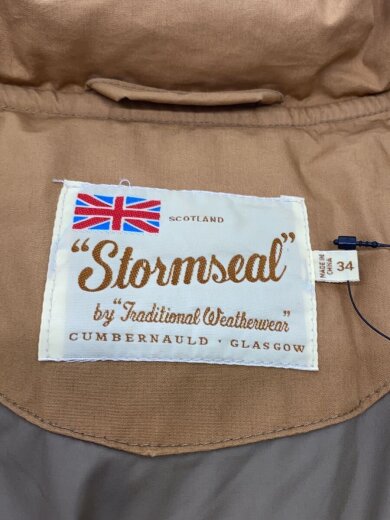 SCOTLAND
"Stormseal"
by "Traditional Weatherwear"
CUMBERNAULD · GLASGOW
MADE IN
CHINA
34